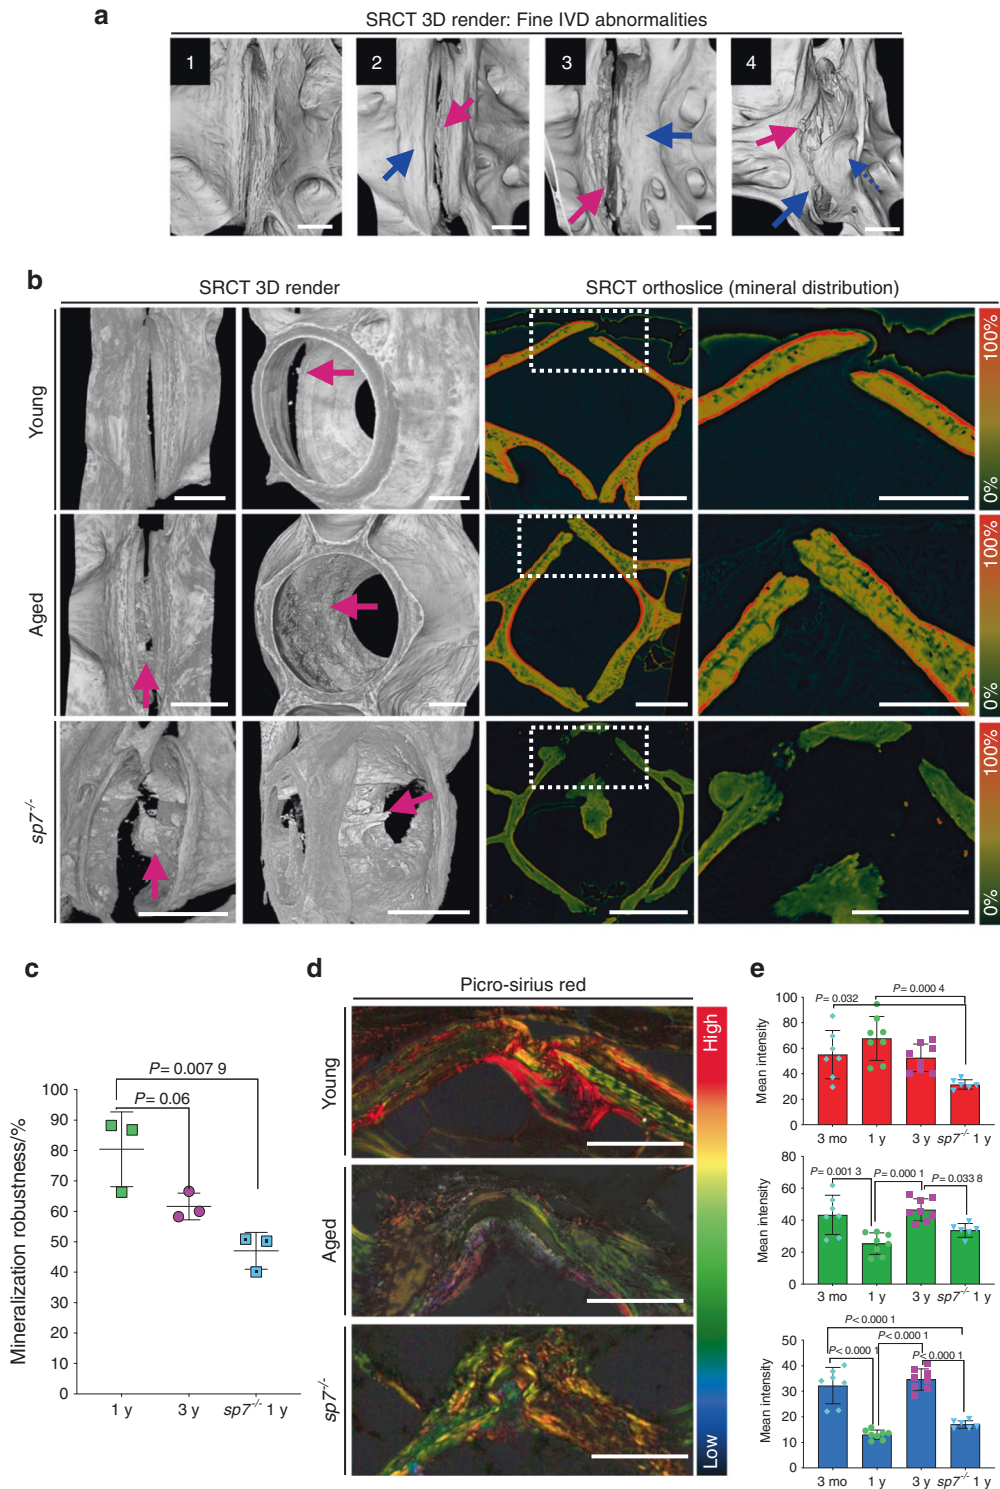 a
SRCT 3D render: Fine IVD abnormalities
1
2
3
4
b
SRCT 3D render
SRCT orthoslice (mineral distribution)
Young
100%
0%
Aged
100%
0%
sp7-/-
100%
0%
c
Mineralization robustness/%
100
90
80
70
60
50
40
30
20
10
0
P= 0.007 9
P= 0.06
1 y
3 y
sp7-/- 1 y
d
Picro-sirius red
Young
Aged
sp7-/-
High
Low
e
Mean intensity
100
80
60
40
20
0
P= 0.032
P= 0.000 4
3 mo
1 y
3 y
sp7-/- 1 y
Mean intensity
80
60
40
20
0
P= 0.001 3
P= 0.000 1
P= 0.033 8
3 mo
1 y
3 y
sp7-/- 1 y
Mean intensity
50
40
30
20
10
0
P< 0.000 1
P< 0.000 1
P< 0.000 1
P< 0.000 1
3 mo
1 y
3 y
sp7-/- 1 y